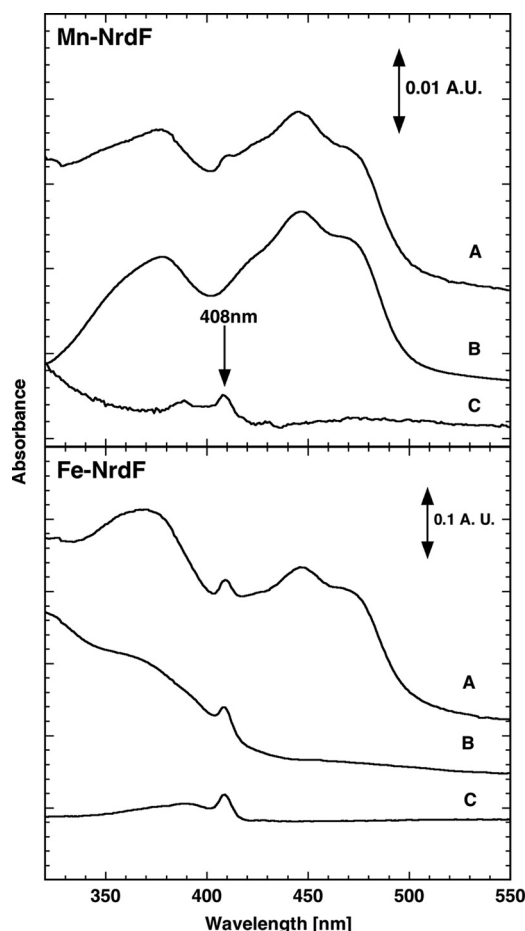 Mn-NrdF
0.01 A.U.
A
B
408nm
C
Absorbance
Fe-NrdF
0.1 A. U.
A
B
C
350 400 450 500 550
Wavelength [nm]